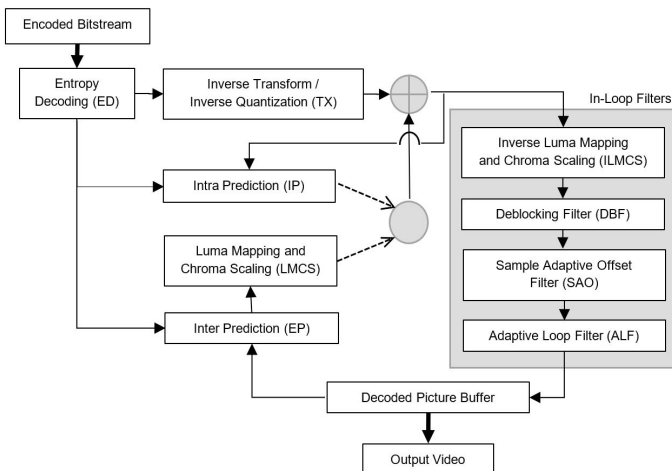 Encoded Bitstream
Entropy
Decoding (ED)
Inverse Transform /
Inverse Quantization (TX)
In-Loop Filters
Inverse Luma Mapping
and Chroma Scaling (ILMCS)
Intra Prediction (IP)
Deblocking Filter (DBF)
Luma Mapping and
Chroma Scaling (LMCS)
Sample Adaptive Offset
Filter (SAO)
Inter Prediction (EP)
Adaptive Loop Filter (ALF)
Decoded Picture Buffer
Output Video